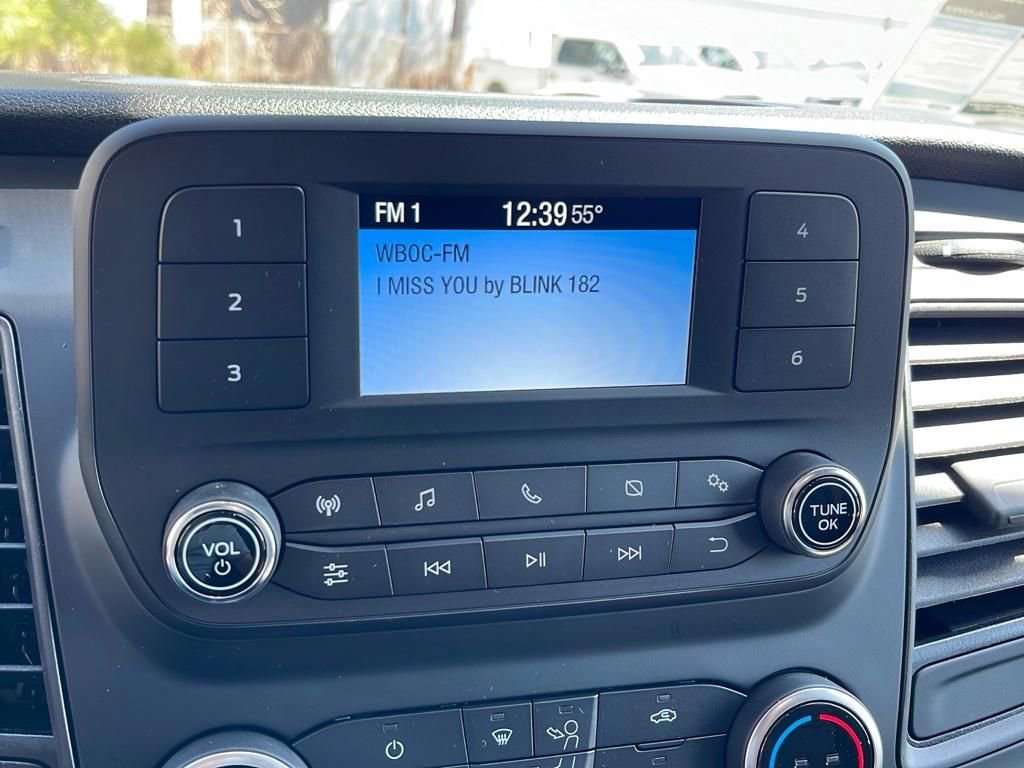 FM 1 12:39 55°
WBOC-FM
I MISS YOU by BLINK 182
1
2
3
4
5
6
VOL
TUNE
OK